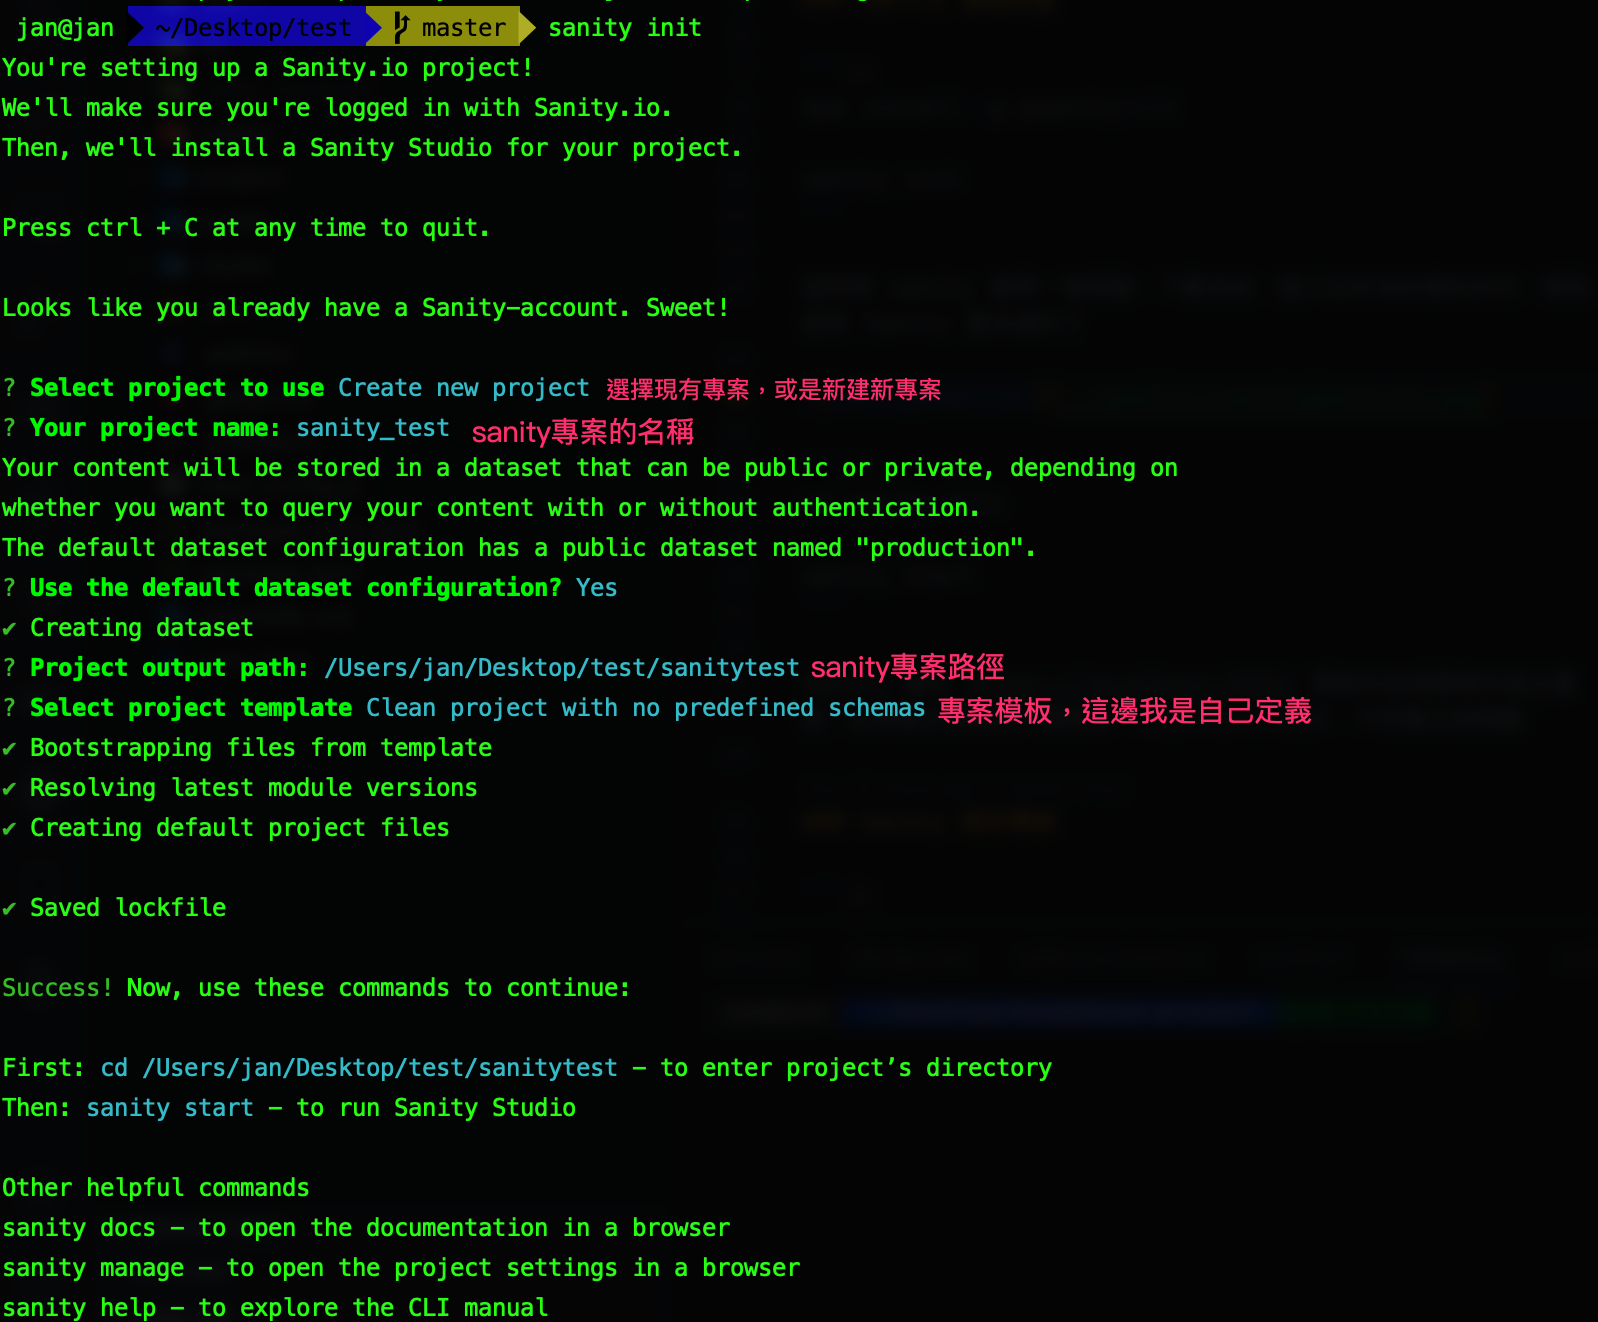 jan@jan ~/Desktop/test master sanity init
You're setting up a Sanity.io project!
We'll make sure you're logged in with Sanity.io.
Then, we'll install a Sanity Studio for your project.
Press ctrl + C at any time to quit.
Looks like you already have a Sanity-account. Sweet!
? Select project to use Create new project 選擇現有專案，或是新建新專案
? Your project name: sanity_test sanity專案的名稱
Your content will be stored in a dataset that can be public or private, depending on
whether you want to query your content with or without authentication.
The default dataset configuration has a public dataset named "production".
? Use the default dataset configuration? Yes
✔ Creating dataset
? Project output path: /Users/jan/Desktop/test/sanitytest sanity專案路徑
? Select project template Clean project with no predefined schemas 專案模板，這邊我是自己定義
✔ Bootstrapping files from template
✔ Resolving latest module versions
✔ Creating default project files
✔ Saved lockfile
Success! Now, use these commands to continue:
First: cd /Users/jan/Desktop/test/sanitytest – to enter project’s directory
Then: sanity start – to run Sanity Studio
Other helpful commands
sanity docs – to open the documentation in a browser
sanity manage – to open the project settings in a browser
sanity help – to explore the CLI manual